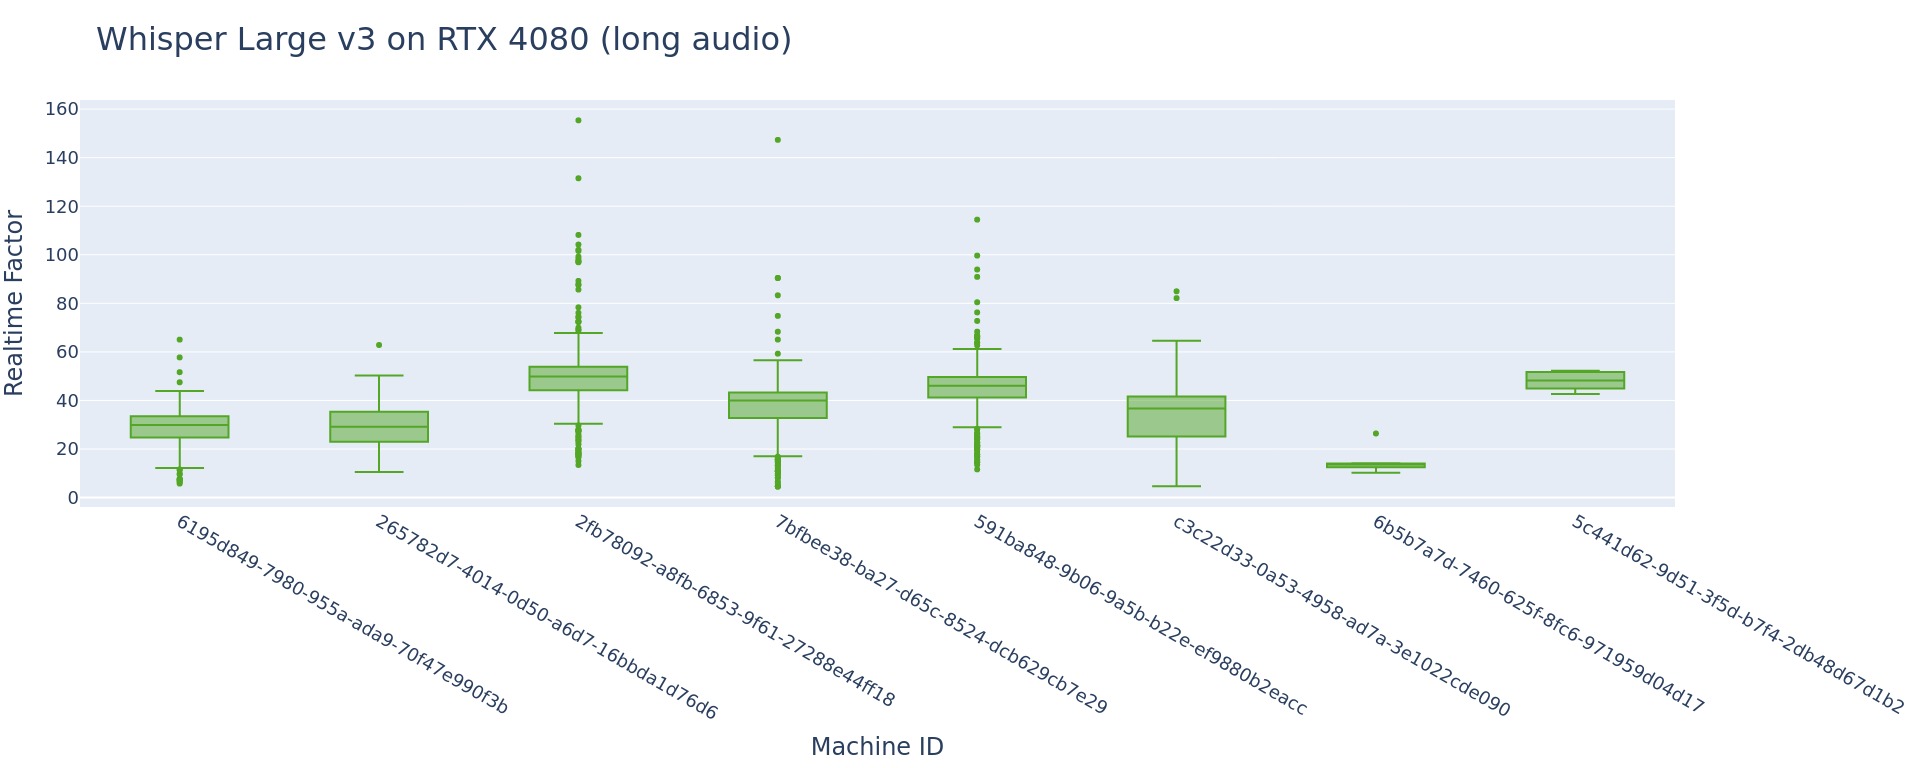 Whisper Large v3 on RTX 4080 (long audio)
160
140
120
100
80
60
40
20
0
Realtime Factor
6195d849-7980-955a-ada9-70f47e990f3b
265782d7-4014-0d50-a6d7-16bbda1d76d6
2fb78092-a8fb-6853-9f61-27288e44ff18
7bfbee38-ba27-d65c-8524-dcb629cb7e29
591ba848-9b06-9a5b-b22e-ef9880b2eacc
c3c22d33-0a53-4958-ad7a-3e1022cde090
6b5b7a7d-7460-625f-8fc6-971959d04d17
5c441d62-9d51-3f5d-b7f4-2db48d67d1b2
Machine ID